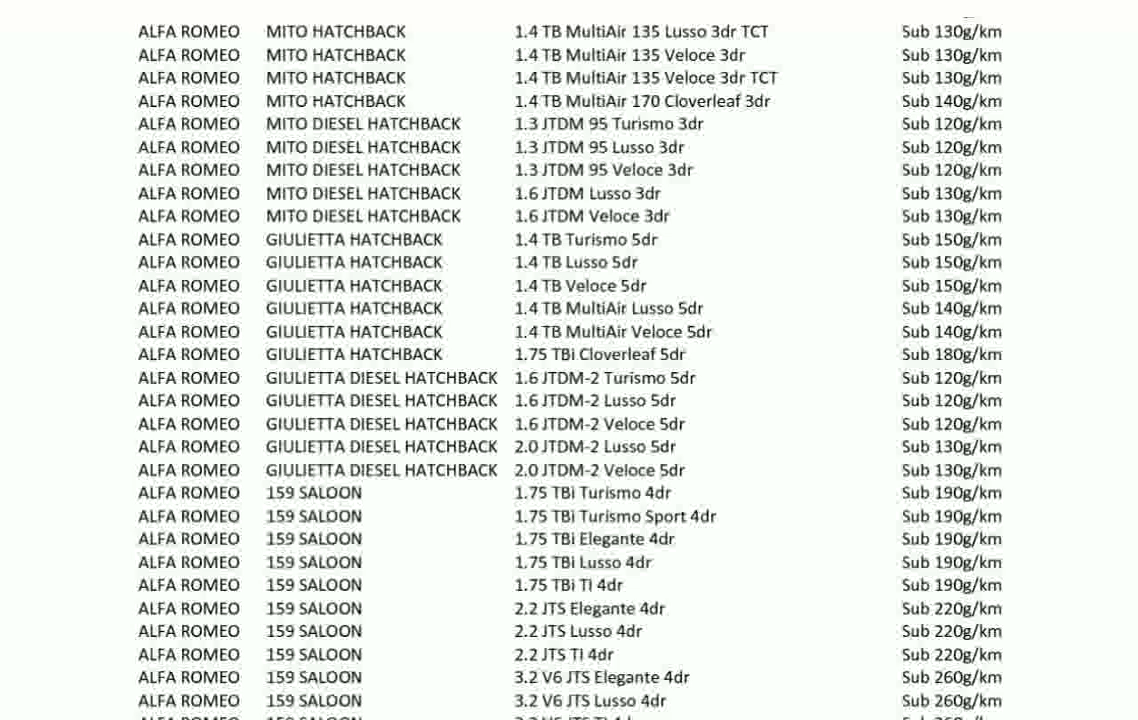 ALFA ROMEO MITO HATCHBACK 1.4 TB MultiAir 135 Lusso 3dr TCT Sub 130g/km
ALFA ROMEO MITO HATCHBACK 1.4 TB MultiAir 135 Veloce 3dr Sub 130g/km
ALFA ROMEO MITO HATCHBACK 1.4 TB MultiAir 135 Veloce 3dr TCT Sub 130g/km
ALFA ROMEO MITO HATCHBACK 1.4 TB MultiAir 170 Cloverleaf 3dr Sub 140g/km
ALFA ROMEO MITO DIESEL HATCHBACK 1.3 JTDM 95 Turismo 3dr Sub 120g/km
ALFA ROMEO MITO DIESEL HATCHBACK 1.3 JTDM 95 Lusso 3dr Sub 120g/km
ALFA ROMEO MITO DIESEL HATCHBACK 1.3 JTDM 95 Veloce 3dr Sub 120g/km
ALFA ROMEO MITO DIESEL HATCHBACK 1.6 JTDM Lusso 3dr Sub 130g/km
ALFA ROMEO MITO DIESEL HATCHBACK 1.6 JTDM Veloce 3dr Sub 130g/km
ALFA ROMEO GIULIETTA HATCHBACK 1.4 TB Turismo 5dr Sub 150g/km
ALFA ROMEO GIULIETTA HATCHBACK 1.4 TB Lusso 5dr Sub 150g/km
ALFA ROMEO GIULIETTA HATCHBACK 1.4 TB Veloce 5dr Sub 150g/km
ALFA ROMEO GIULIETTA HATCHBACK 1.4 TB MultiAir Lusso 5dr Sub 140g/km
ALFA ROMEO GIULIETTA HATCHBACK 1.4 TB MultiAir Veloce 5dr Sub 140g/km
ALFA ROMEO GIULIETTA HATCHBACK 1.75 TBi Cloverleaf 5dr Sub 180g/km
ALFA ROMEO GIULIETTA DIESEL HATCHBACK 1.6 JTDM-2 Turismo 5dr Sub 120g/km
ALFA ROMEO GIULIETTA DIESEL HATCHBACK 1.6 JTDM-2 Lusso 5dr Sub 120g/km
ALFA ROMEO GIULIETTA DIESEL HATCHBACK 1.6 JTDM-2 Veloce 5dr Sub 120g/km
ALFA ROMEO GIULIETTA DIESEL HATCHBACK 2.0 JTDM-2 Lusso 5dr Sub 130g/km
ALFA ROMEO GIULIETTA DIESEL HATCHBACK 2.0 JTDM-2 Veloce 5dr Sub 130g/km
ALFA ROMEO 159 SALOON 1.75 TBi Turismo 4dr Sub 190g/km
ALFA ROMEO 159 SALOON 1.75 TBi Turismo Sport 4dr Sub 190g/km
ALFA ROMEO 159 SALOON 1.75 TBi Elegante 4dr Sub 190g/km
ALFA ROMEO 159 SALOON 1.75 TBi Lusso 4dr Sub 190g/km
ALFA ROMEO 159 SALOON 1.75 TBi TI 4dr Sub 190g/km
ALFA ROMEO 159 SALOON 2.2 JTS Elegante 4dr Sub 220g/km
ALFA ROMEO 159 SALOON 2.2 JTS Lusso 4dr Sub 220g/km
ALFA ROMEO 159 SALOON 2.2 JTS TI 4dr Sub 220g/km
ALFA ROMEO 159 SALOON 3.2 V6 JTS Elegante 4dr Sub 260g/km
ALFA ROMEO 159 SALOON 3.2 V6 JTS Lusso 4dr Sub 260g/km